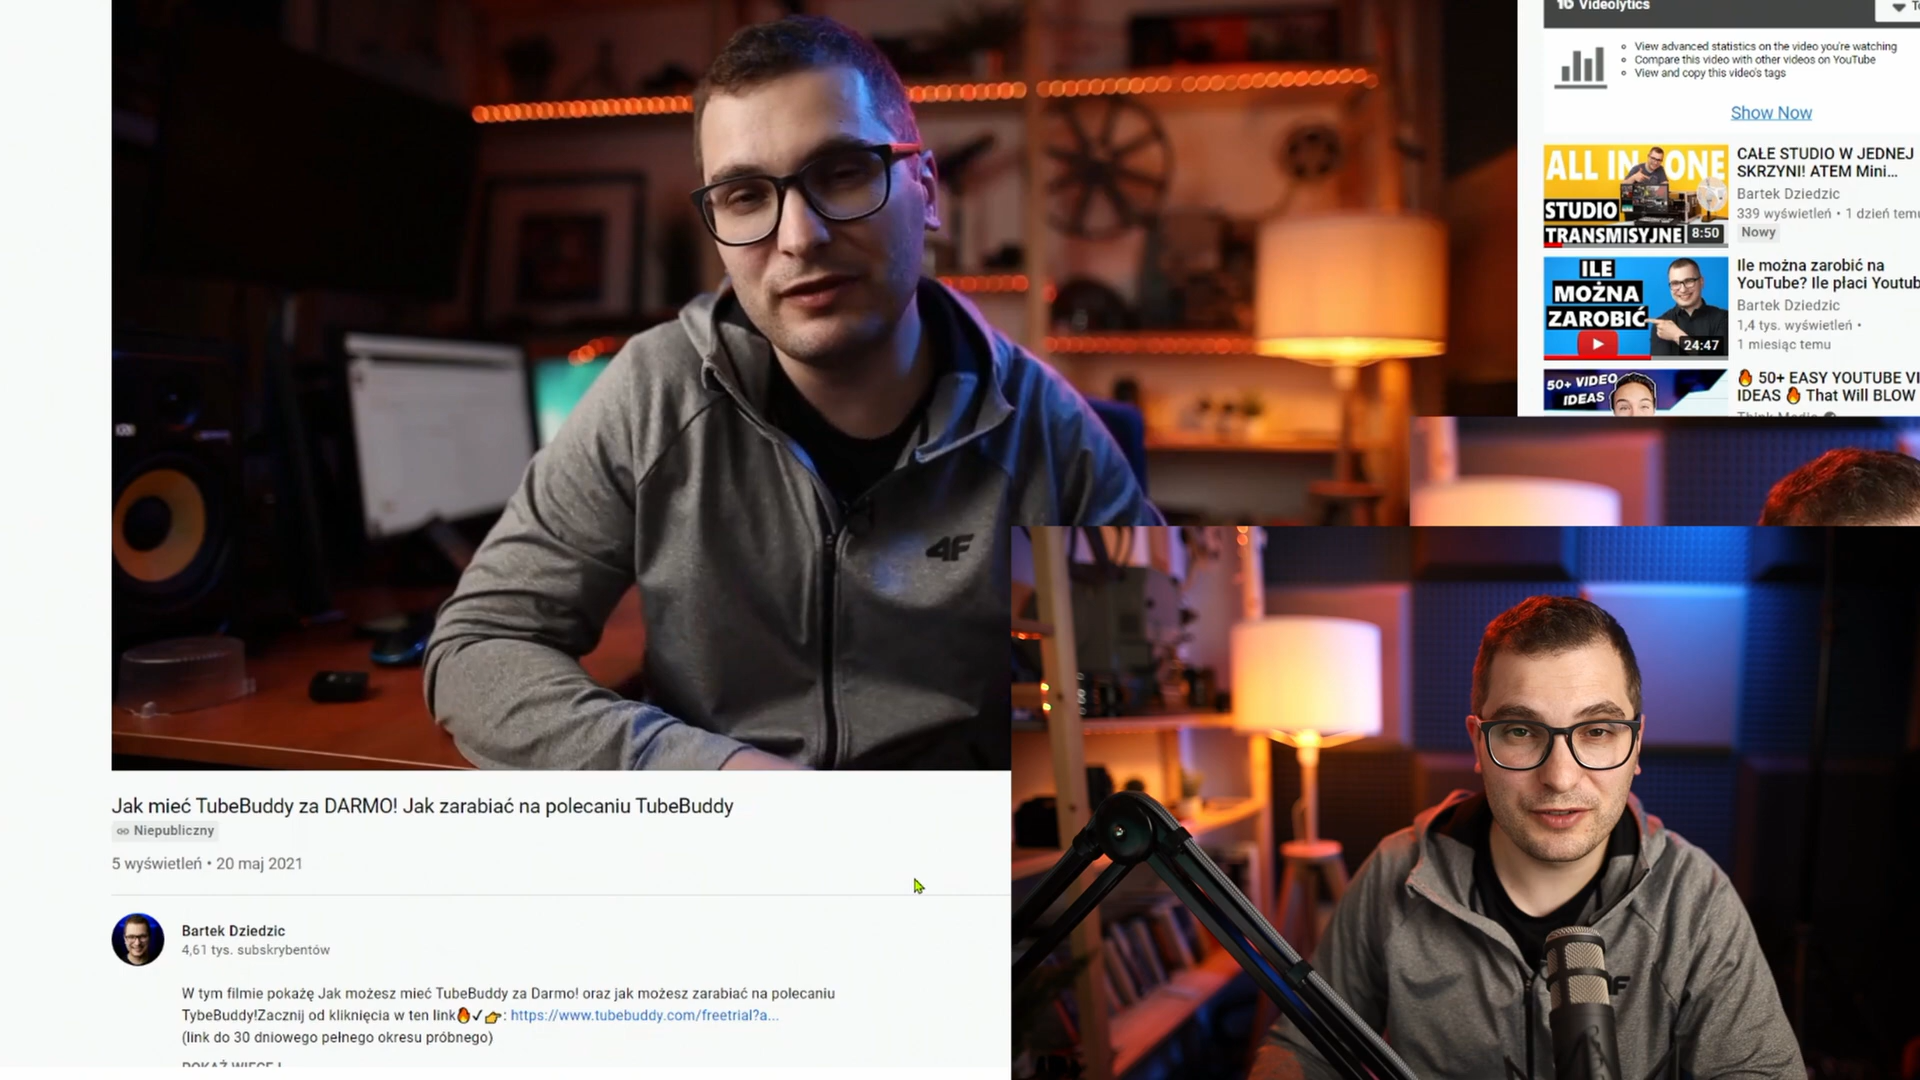 Videolytics
View advanced statistics on the video you're watching
Compare this video with other videos on YouTube
View and copy this video's tags
Show Now
ALL IN ONE
STUDIO
TRANSMISYJNE
8:50
CAŁE STUDIO W JEDNEJ
SKRZYNI! ATEM Mini...
Bartek Dziedzic
339 wyświetleń • 1 dzień temu
Nowy
ILE
MOŻNA
ZAROBIĆ
24:47
Ile można zarobić na
YouTube? Ile płaci Youtub
Bartek Dziedzic
1,4 tys. wyświetleń •
1 miesiąc temu
50+ VIDEO
IDEAS
🔥 50+ EASY YOUTUBE VI
IDEAS 🔥 That Will BLOW
Think Media
4F
Jak mieć TubeBuddy za DARMO! Jak zarabiać na polecaniu TubeBuddy
Niepubliczny
5 wyświetleń • 20 maj 2021
Bartek Dziedzic
4,61 tys. subskrybentów
W tym filmie pokażę Jak możesz mieć TubeBuddy za Darmo! oraz jak możesz zarabiać na polecaniu
TybeBuddy!Zacznij od kliknięcia w ten link🔥✓👉: https://www.tubebuddy.com/freetrial?a...
(link do 30 dniowego pełnego okresu próbnego)
POKAŻ WIĘCEJ